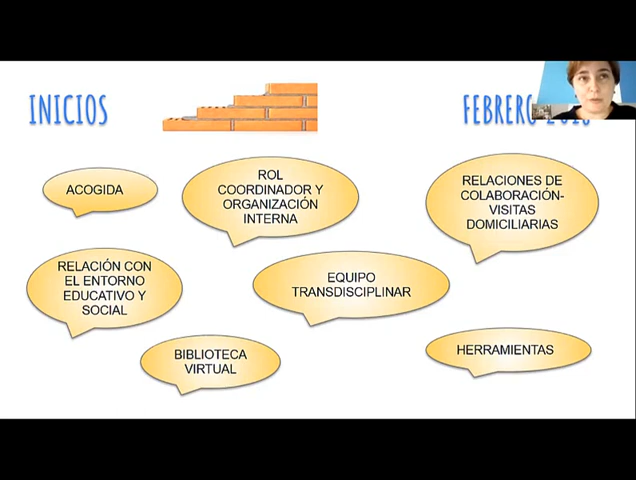 INICIOS
FEBRERO
ACOGIDA
ROL
COORDINADOR Y
ORGANIZACIÓN
INTERNA
RELACIONES DE
COLABORACIÓN-
VISITAS
DOMICILIARIAS
RELACIÓN CON
EL ENTORNO
EDUCATIVO Y
SOCIAL
EQUIPO
TRANSDISCIPLINAR
BIBLIOTECA
VIRTUAL
HERRAMIENTAS